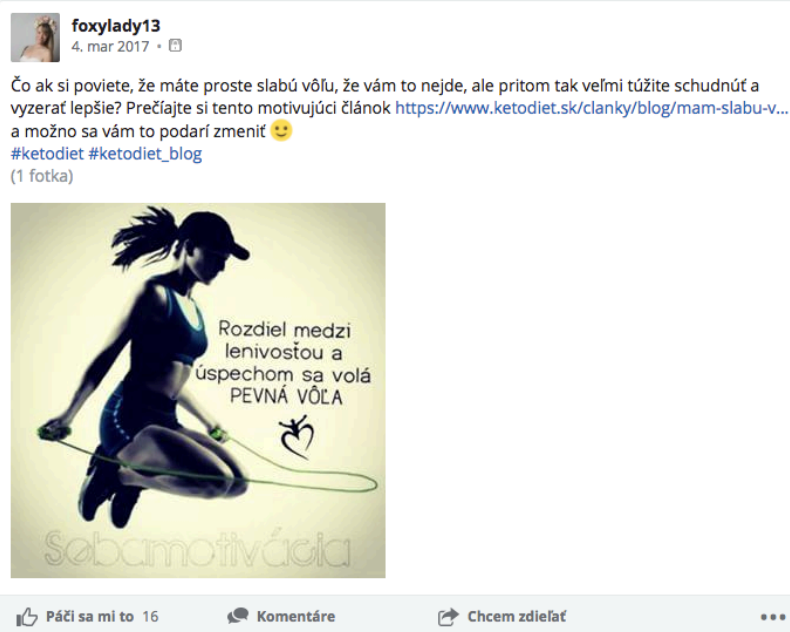 foxylady13
4. mar 2017 •
Čo ak si poviete, že máte proste slabú vôľu, že vám to nejde, ale pritom tak veľmi túžite schudnúť a
vyzerať lepšie? Prečíajte si tento motivujúci článok https://www.ketodiet.sk/clanky/blog/mam-slabu-v...
a možno sa vám to podarí zmeniť
#ketodiet #ketodiet_blog
(1 fotka)
Rozdiel medzi
lenivosťou a
úspechom sa volá
PEVNÁ VÔĽA
Sebamotivácia
Páči sa mi to 16 Komentáre Chcem zdieľať